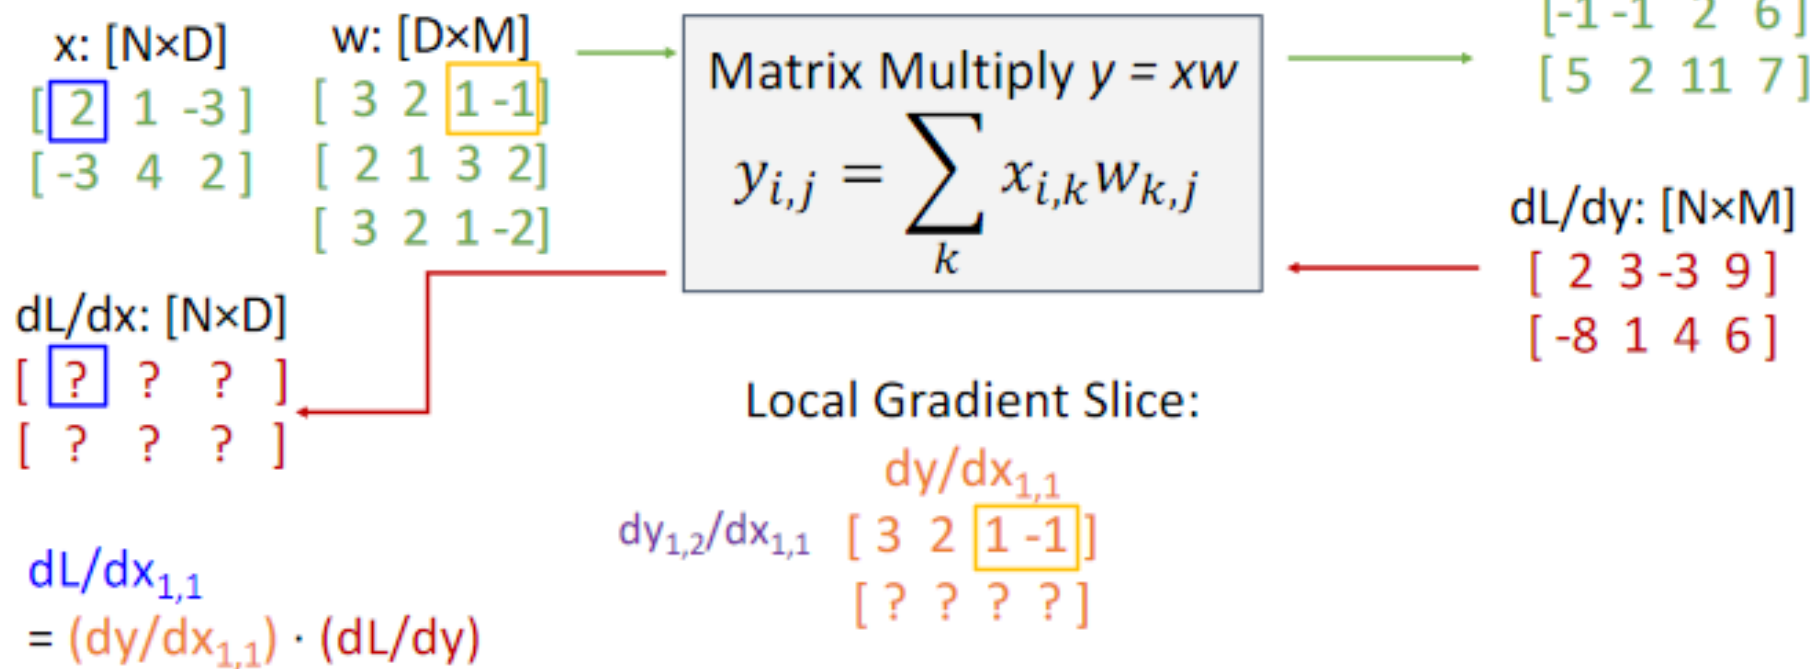 x: [N×D]
[ 2 1 -3 ]
[ -3 4 2 ]
w: [D×M]
[ 3 2 1 -1]
[ 2 1 3 2]
[ 3 2 1 -2]
Matrix Multiply y = xw
y_{i,j} = ∑_k x_{i,k} w_{k,j}
[-1 -1 2 6 ]
[ 5 2 11 7 ]
dL/dy: [N×M]
[ 2 3 -3 9 ]
[ -8 1 4 6 ]
dL/dx: [N×D]
[ ? ? ? ]
[ ? ? ? ]
Local Gradient Slice:
dy/dx_{1,1}
dy_{1,2}/dx_{1,1} [ 3 2 1 -1 ]
[ ? ? ? ? ]
dL/dx_{1,1}
= (dy/dx_{1,1}) · (dL/dy)